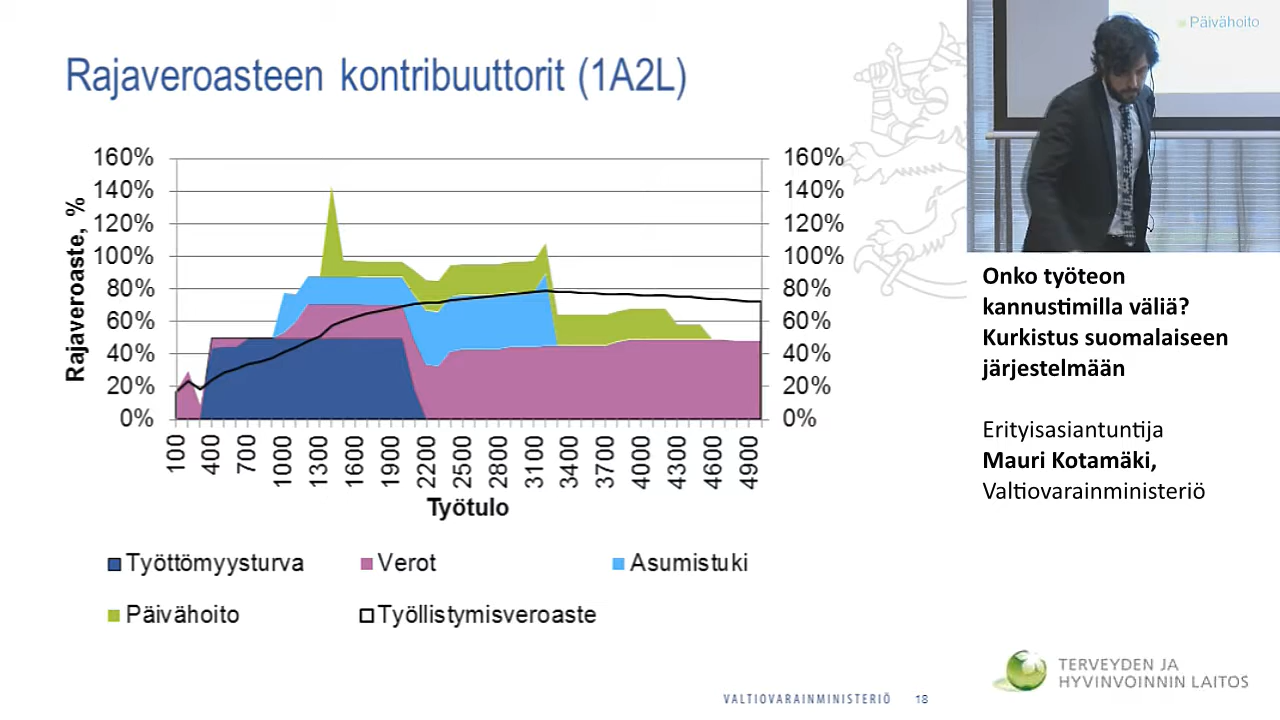 Rajaveroasteen kontribuuttorit (1A2L)
160%
140%
120%
100%
80%
60%
40%
20%
0%
Rajaveroaste, %
160%
140%
120%
100%
80%
60%
40%
20%
0%
100 400 700 1000 1300 1600 1900 2200 2500 2800 3100 3400 3700 4000 4300 4600 4900
Työtulo
Työttömyysturva Verot Asumistuki
Päivähoito Työllistymisveroaste
VALTIOVARAINMINISTERIÖ 18
Päivähoito
Onko työteon
kannustimilla väliä?
Kurkistus suomalaiseen
järjestelmään
Erityisasiantuntija
Mauri Kotamäki,
Valtiovarainministeriö
TERVEYDEN JA
HYVINVOINNIN LAITOS